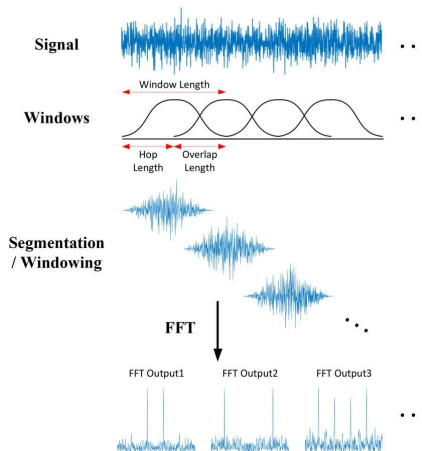 Signal
Window Length
Windows
Hop Length
Overlap Length
Segmentation
/ Windowing
FFT
FFT Output1 FFT Output2 FFT Output3